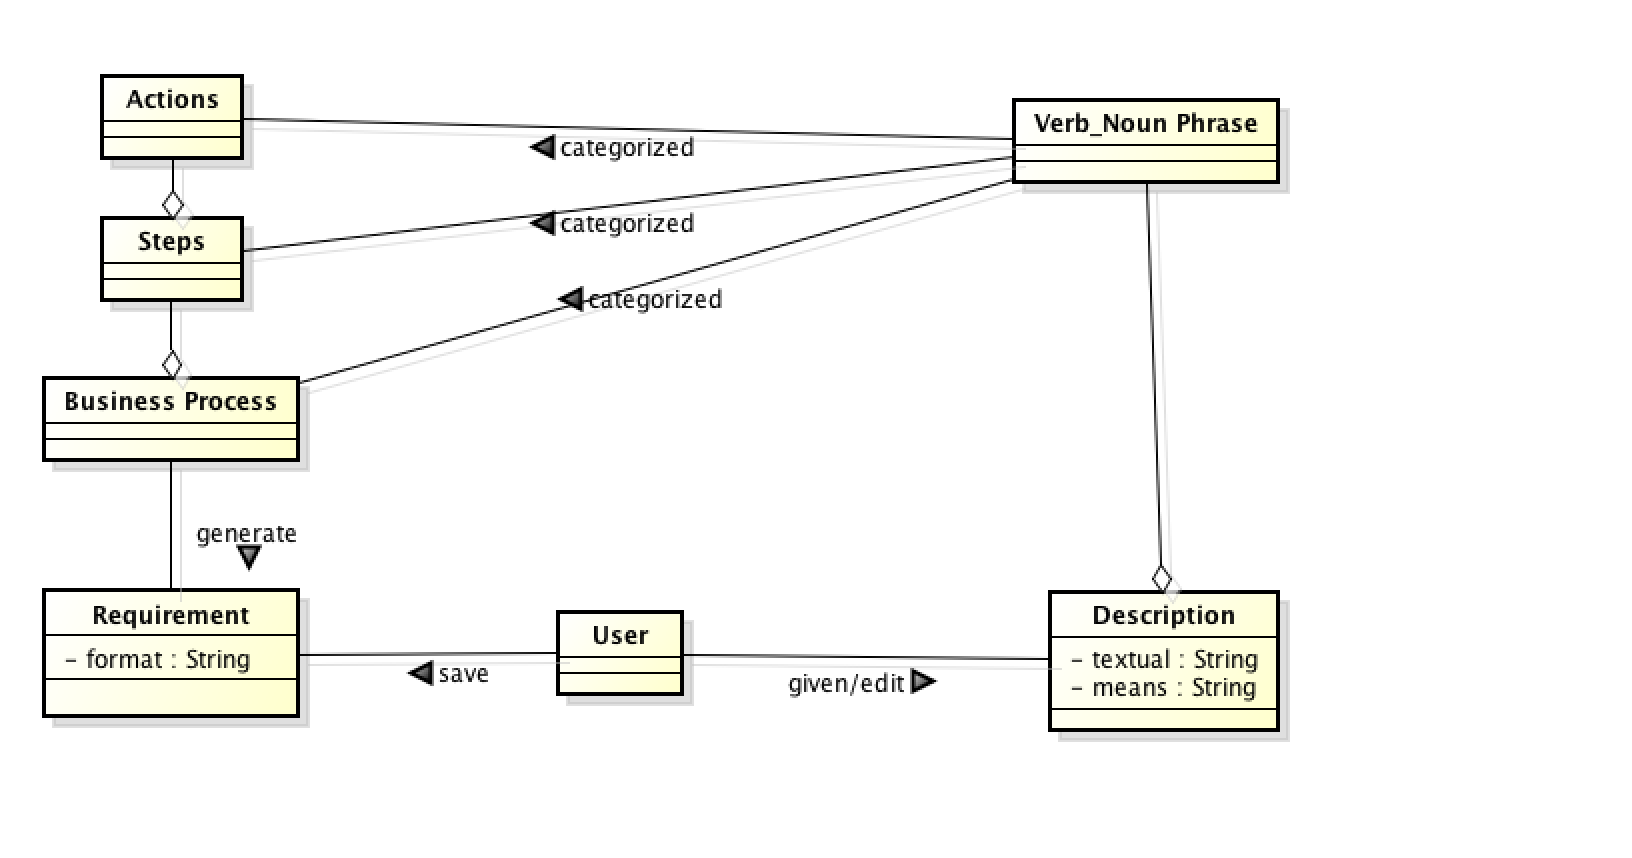 Actions
Verb_Noun Phrase
categorized
categorized
Steps
categorized
Business Process
generate
Requirement
– format : String
User
Description
– textual : String
– means : String
save
given/edit